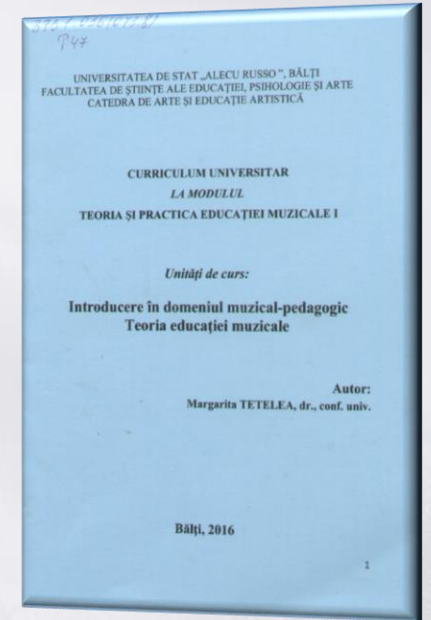 T47
UNIVERSITATEA DE STAT „ALECU RUSSO”, BĂLȚI
FACULTATEA DE ȘTIINȚE ALE EDUCAȚIEI, PSIHOLOGIE ȘI ARTE
CATEDRA DE ARTE ȘI EDUCAȚIE ARTISTICĂ
CURRICULUM UNIVERSITAR
LA MODULUL
TEORIA ȘI PRACTICA EDUCAȚIEI MUZICALE I
Unități de curs:
Introducere în domeniul muzical-pedagogic
Teoria educației muzicale
Autor:
Margarita TETELEA, dr., conf. univ.
Bălți, 2016
1